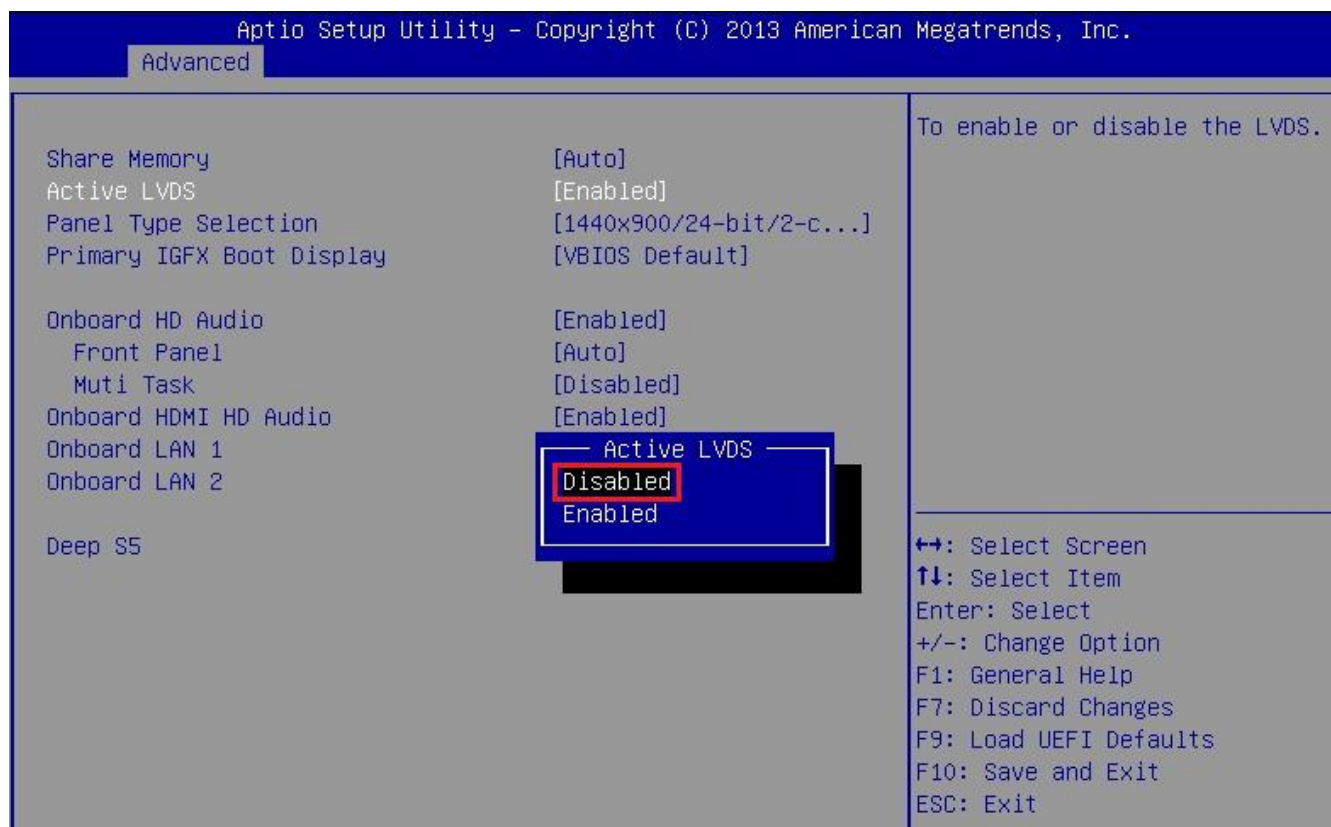 Aptio Setup Utility – Copyright (C) 2013 American Megatrends, Inc.
Advanced
Share Memory [Auto]
Active LVDS [Enabled]
Panel Type Selection [1440x900/24-bit/2-c...]
Primary IGFX Boot Display [VBIOS Default]
Onboard HD Audio [Enabled]
Front Panel [Auto]
Muti Task [Disabled]
Onboard HDMI HD Audio [Enabled]
Onboard LAN 1
Onboard LAN 2
Deep S5
Active LVDS
Disabled
Enabled
To enable or disable the LVDS.
↔: Select Screen
↑↓: Select Item
Enter: Select
+/-: Change Option
F1: General Help
F7: Discard Changes
F9: Load UEFI Defaults
F10: Save and Exit
ESC: Exit